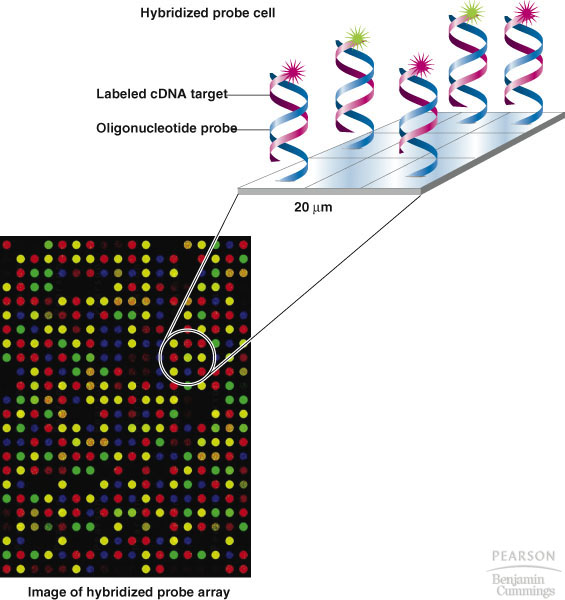 Hybridized probe cell
Labeled cDNA target
Oligonucleotide probe
20 μm
Image of hybridized probe array
PEARSON
Benjamin
Cummings